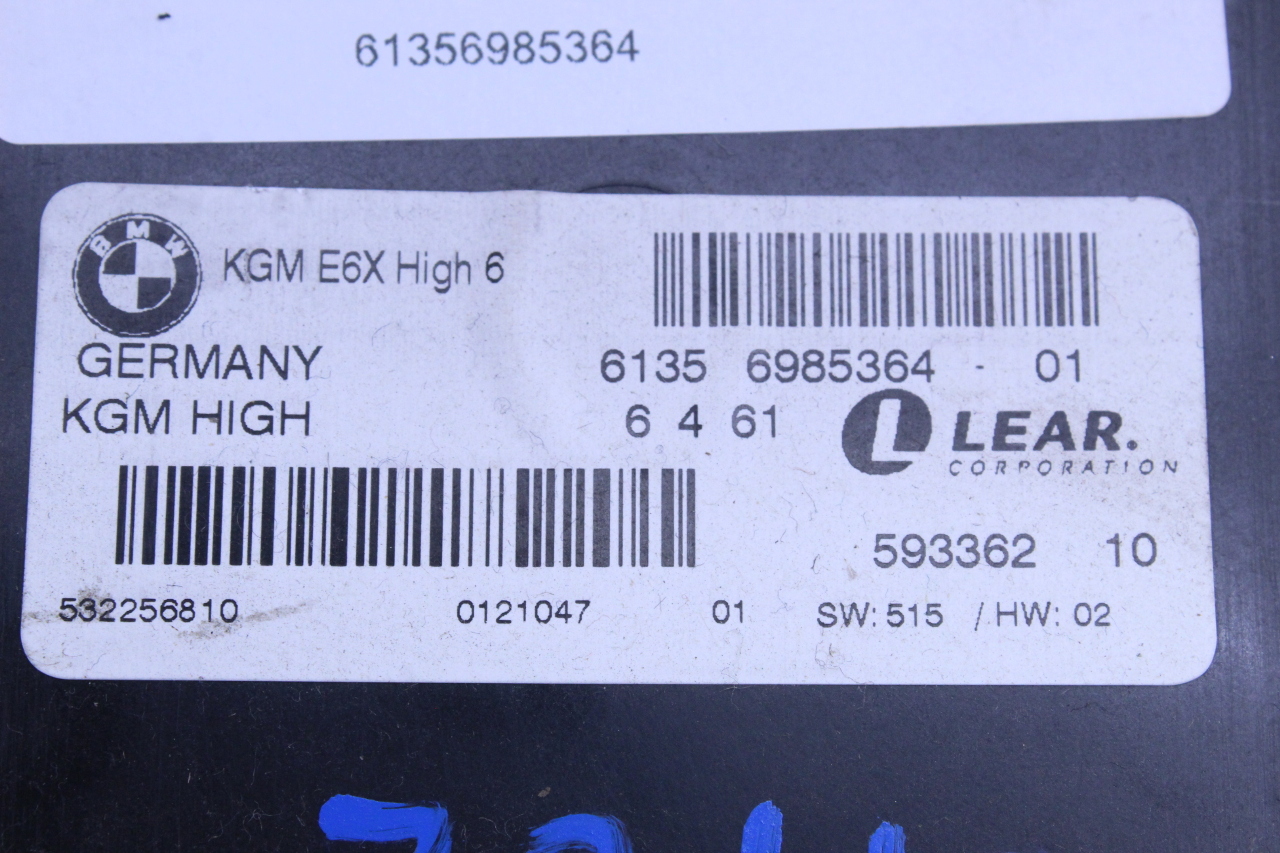 61356985364
BMW
KGM E6X High 6
GERMANY
6135 6985364 - 01
KGM HIGH
6 4 61
L LEAR.
CORPORATION
593362 10
532256810 0121047 01 SW: 515 / HW: 02